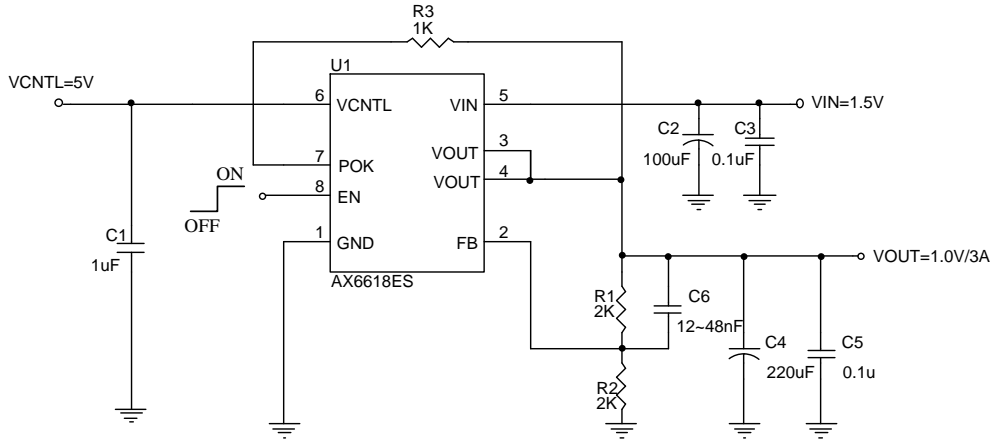 R3
1K
U1
VCNTL=5V
6
VCNTL
VIN
5
VIN=1.5V
C2
100uF
C3
0.1uF
VOUT
3
7
POK
VOUT
4
ON
OFF
8
EN
C1
1uF
1
GND
FB
2
VOUT=1.0V/3A
AX6618ES
R1
2K
C6
12~48nF
C4
220uF
C5
0.1u
R2
2K